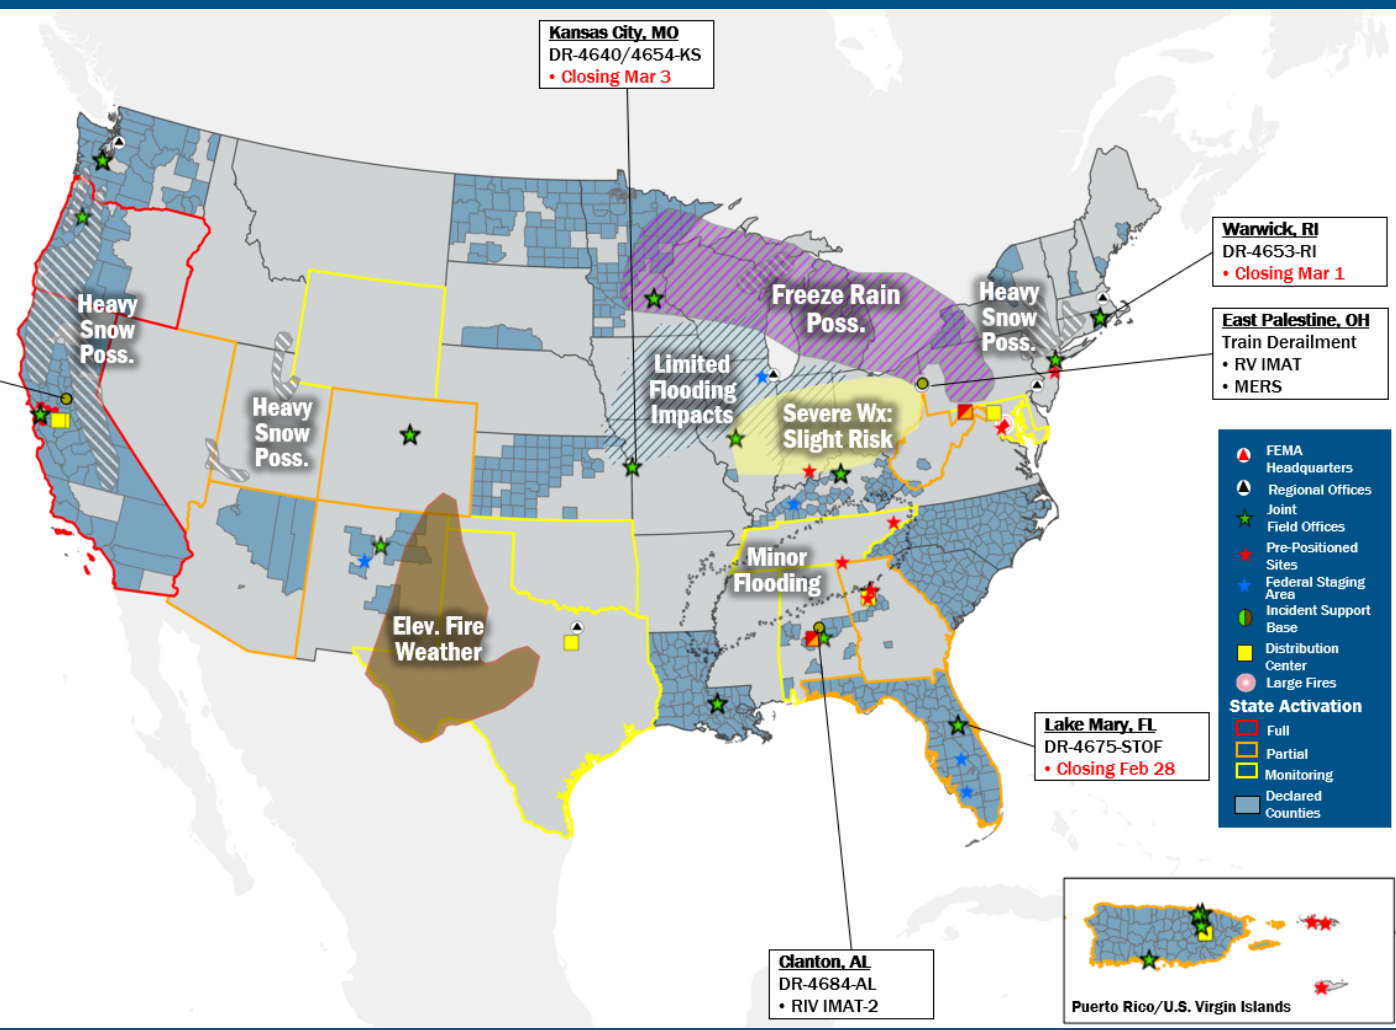 Kansas City, MO
DR-4640/4654-KS
• Closing Mar 3
Warwick, RI
DR-4653-RI
• Closing Mar 1
East Palestine, OH
Train Derailment
• RV IMAT
• MERS
Heavy
Snow
Poss.
Freeze Rain
Poss.
Heavy
Snow
Poss.
Limited
Flooding
Impacts
Heavy
Snow
Poss.
Severe Wx:
Slight Risk
Minor
Flooding
Elev. Fire
Weather
FEMA
Headquarters
Regional Offices
Joint
Field Offices
Pre-Positioned
Sites
Federal Staging
Area
Incident Support
Base
Distribution
Center
Large Fires
State Activation
Full
Partial
Monitoring
Declared
Counties
Lake Mary, FL
DR-4675-STOF
• Closing Feb 28
Clanton, AL
DR-4684-AL
• RIV IMAT-2
Puerto Rico/U.S. Virgin Islands